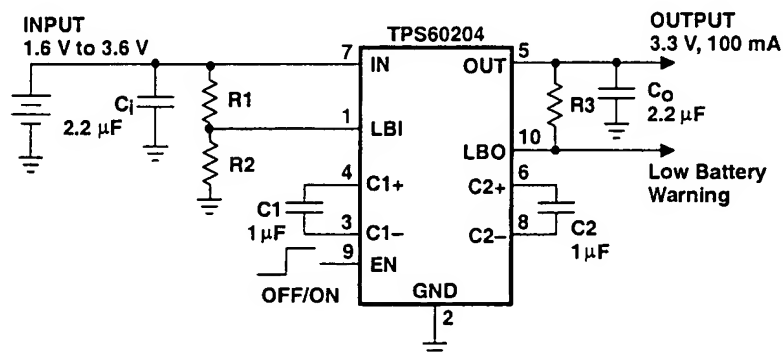 INPUT
1.6 V to 3.6 V
TPS60204
OUTPUT
3.3 V, 100 mA
7
IN
OUT
5
Ci
2.2 μF
R1
R3
Co
2.2 μF
1
LBI
10
LBO
R2
Low Battery
Warning
4
C1+
C2+
6
C1
1 μF
C2
1 μF
3
C1−
C2−
8
9
EN
OFF/ON
GND
2